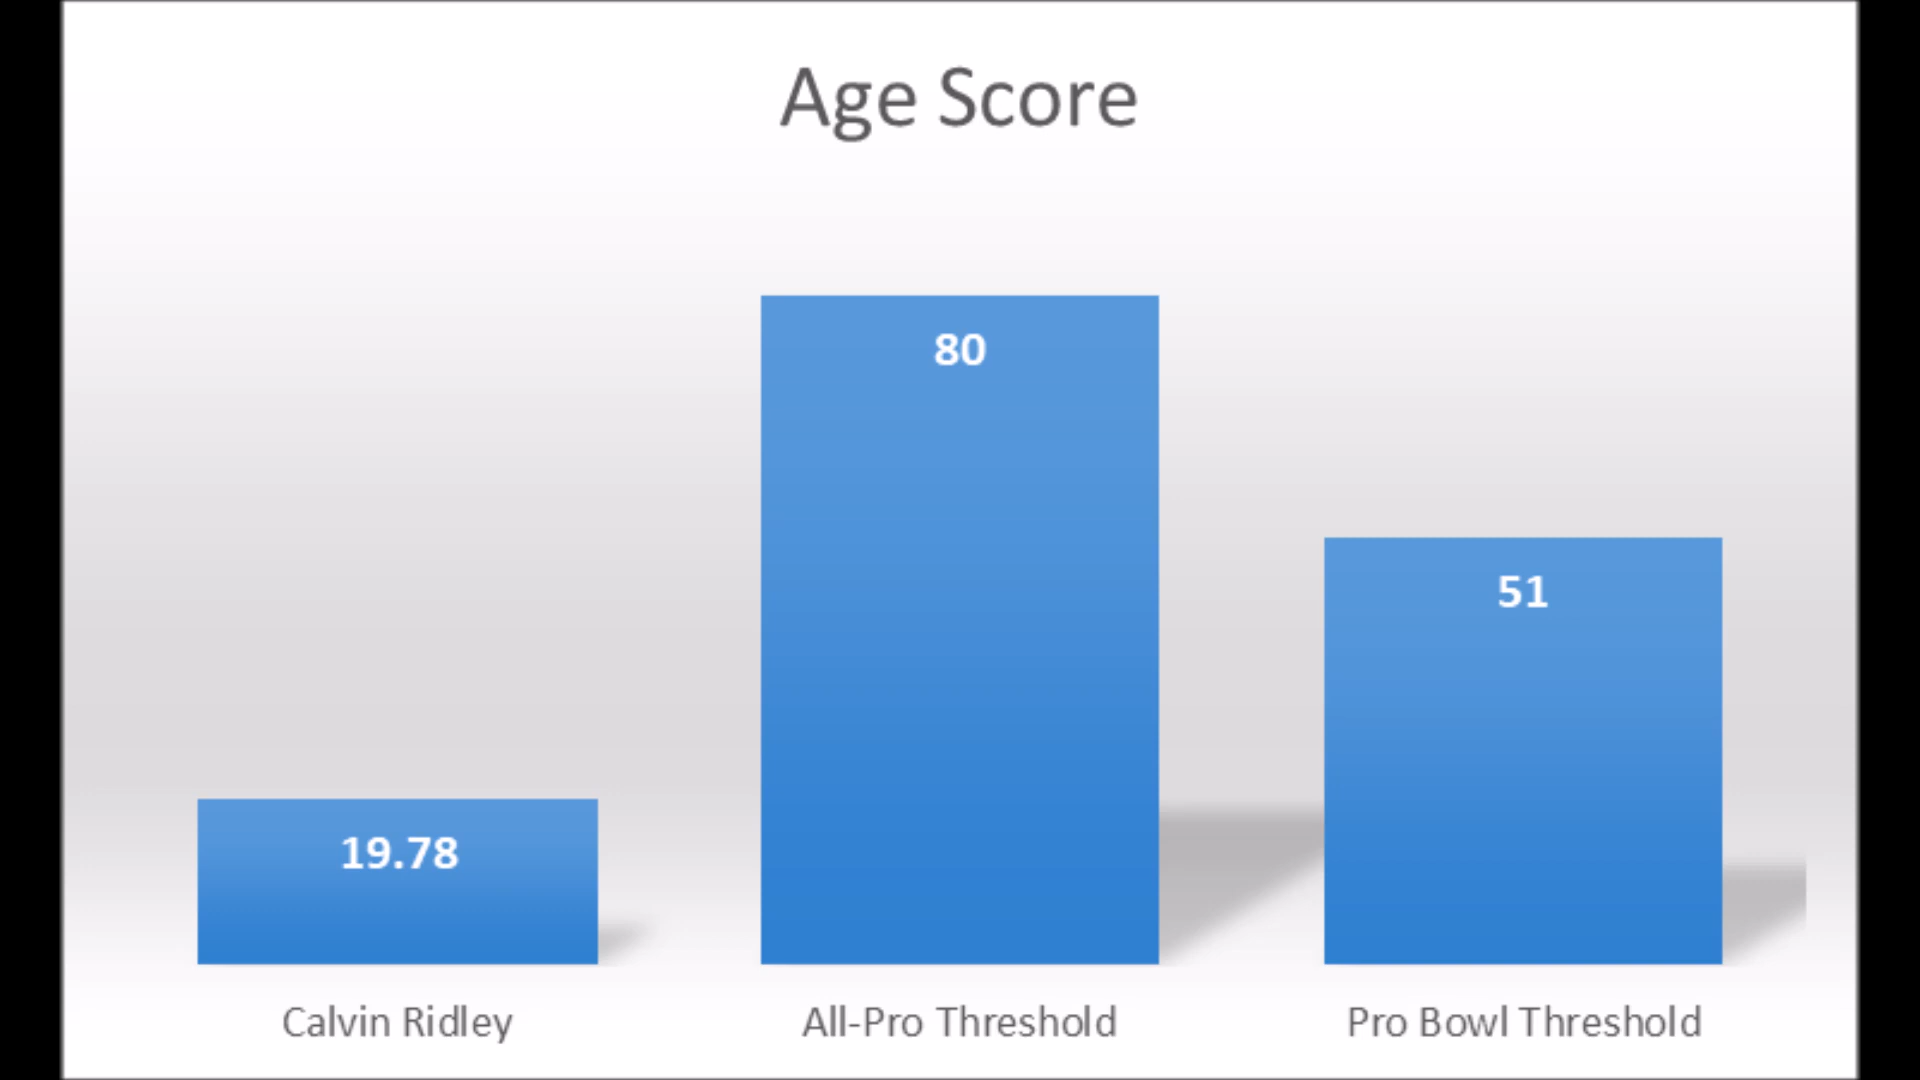 Age Score
80
51
19.78
Calvin Ridley
All-Pro Threshold
Pro Bowl Threshold